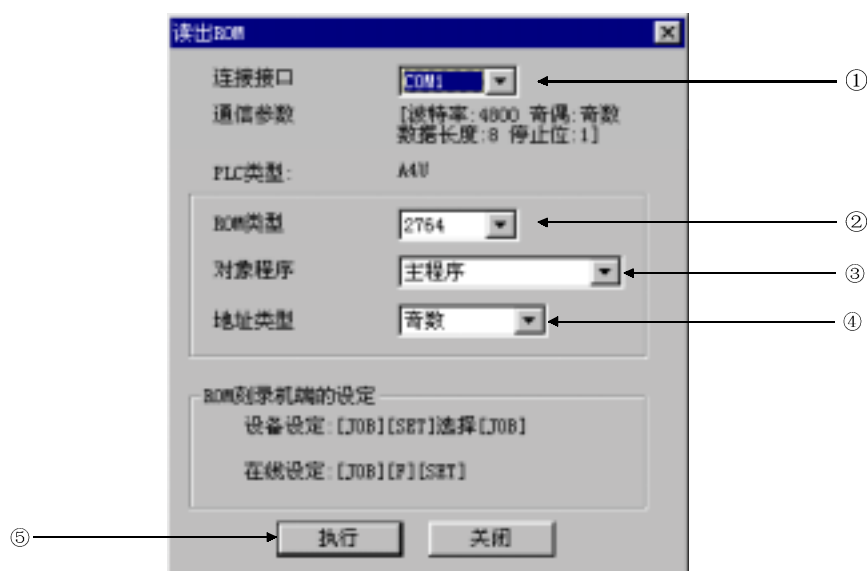 读出ROM
连接接口 COM1 ①
通信参数 [波特率:4800 奇偶:奇数
数据长度:8 停止位:1]
PLC类型: A4U
ROM类型 2764 ②
对象程序 主程序 ③
地址类型 奇数 ④
ROM刻录机端的设定
设备设定:[JOB][SET]选择[JOB]
在线设定:[JOB][F][SET]
⑤ 执行 关闭